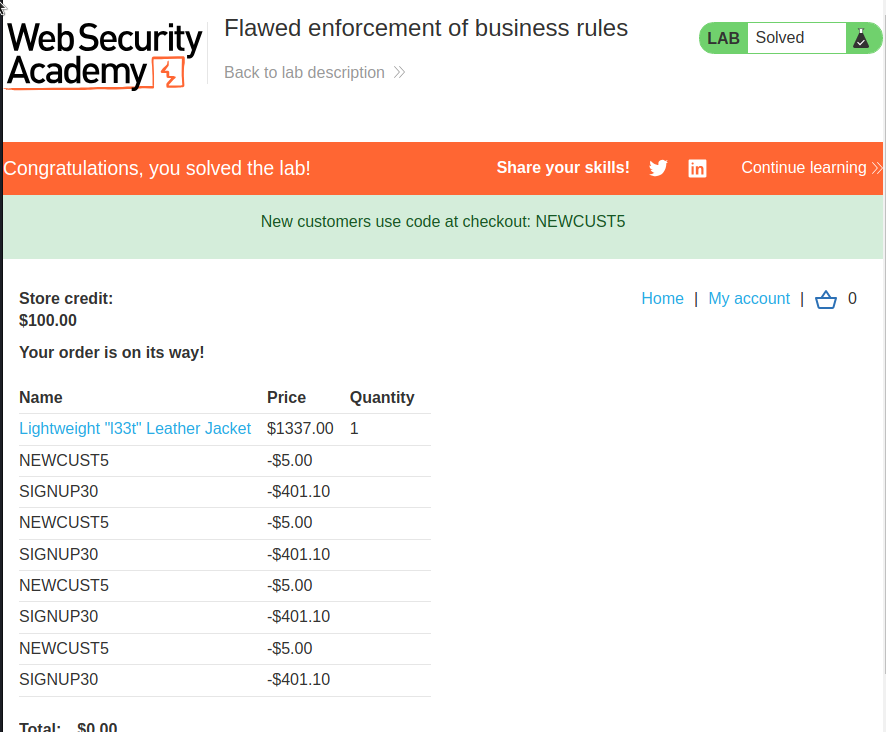 Web Security
Academy
Flawed enforcement of business rules
Back to lab description
LAB Solved
Congratulations, you solved the lab! Share your skills! Continue learning
New customers use code at checkout: NEWCUST5
Store credit:
$100.00
Home | My account | 0
Your order is on its way!
Name Price Quantity
Lightweight "l33t" Leather Jacket $1337.00 1
NEWCUST5 -$5.00
SIGNUP30 -$401.10
NEWCUST5 -$5.00
SIGNUP30 -$401.10
NEWCUST5 -$5.00
SIGNUP30 -$401.10
NEWCUST5 -$5.00
SIGNUP30 -$401.10
Total: $0.00